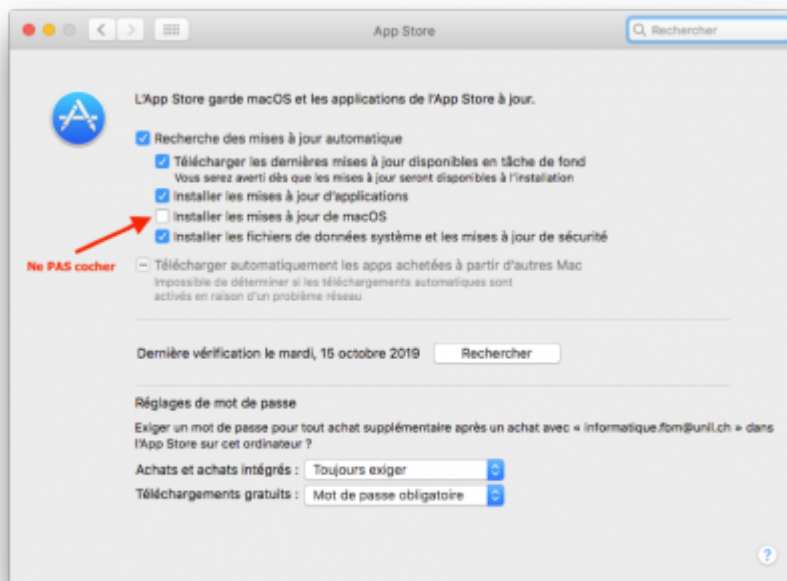 App Store
Rechercher
L'App Store garde macOS et les applications de l'App Store à jour.
Recherche des mises à jour automatique
Télécharger les dernières mises à jour disponibles en tâche de fond
Vous serez averti dès que les mises à jour seront disponibles à l'installation
Installer les mises à jour d'applications
Installer les mises à jour de macOS
Installer les fichiers de données système et les mises à jour de sécurité
Ne PAS cocher
Télécharger automatiquement les apps achetées à partir d'autres Mac
Impossible de déterminer si les téléchargements automatiques sont
activés en raison d'un problème réseau
Dernière vérification le mardi, 15 octobre 2019
Rechercher
Réglages de mot de passe
Exiger un mot de passe pour tout achat supplémentaire après un achat avec « informatique.fbm@unil.ch » dans
l'App Store sur cet ordinateur ?
Achats et achats intégrés : Toujours exiger
Téléchargements gratuits : Mot de passe obligatoire
?